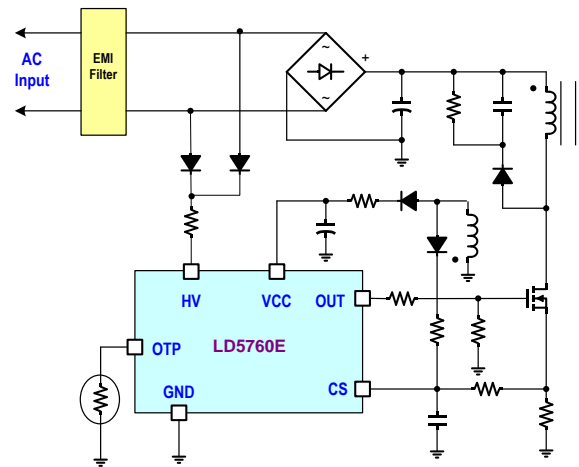 AC
Input
EMI
Filter
~
+
~
HV
VCC
OUT
LD5760E
OTP
GND
CS